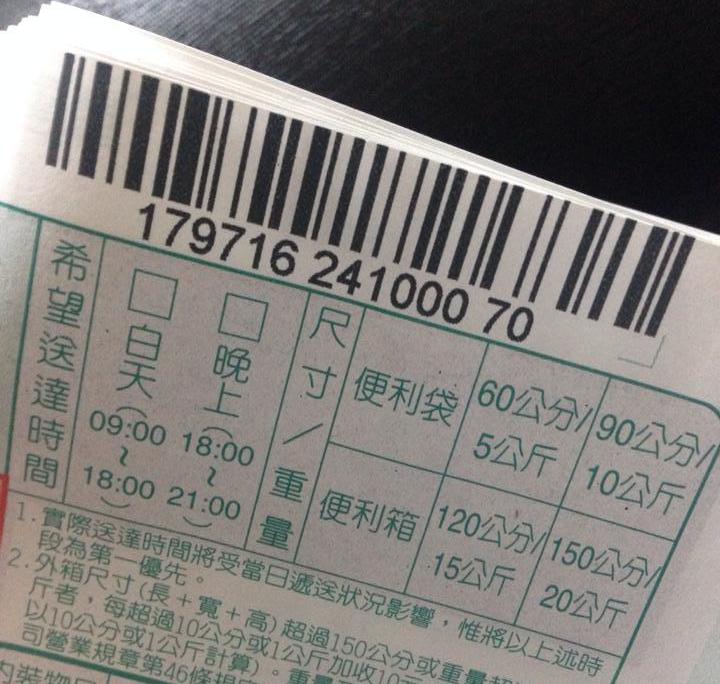 179716 241000 70
希望送達時間
□白天
(09:00~18:00)
□晚上
(18:00~21:00)
尺寸/重量
便利袋
60公分/5公斤
90公分/10公斤
便利箱
120公分/15公斤
150公分/20公斤
1. 實際送達時間將受當日遞送狀況影響,惟將以上述時
段為第一優先。
2. 外箱尺寸(長+寬+高)超過150公分或重量超
斤者,每超過10公分或1公斤加收10元
以10公分或1公斤計算)。重量
司營業規章第46條規定
內裝物品